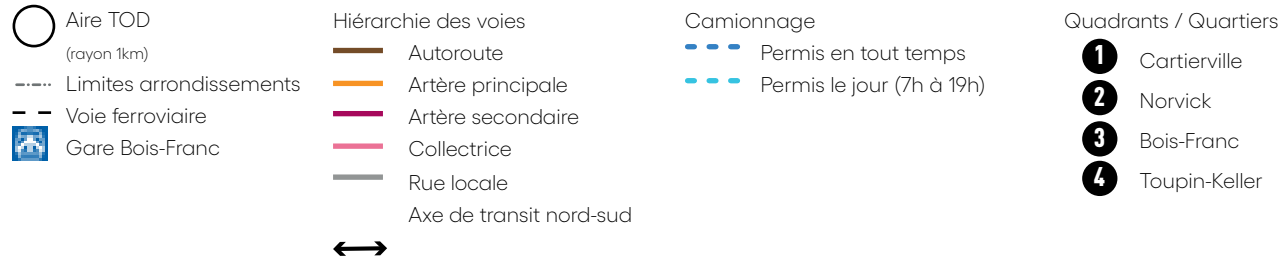 Aire TOD
(rayon 1km)
Limites arrondissements
Voie ferroviaire
Gare Bois-Franc
Hiérarchie des voies
Autoroute
Artère principale
Artère secondaire
Collectrice
Rue locale
Axe de transit nord-sud
Camionnage
Permis en tout temps
Permis le jour (7h à 19h)
Quadrants / Quartiers
1 Cartierville
2 Norvick
3 Bois-Franc
4 Toupin-Keller